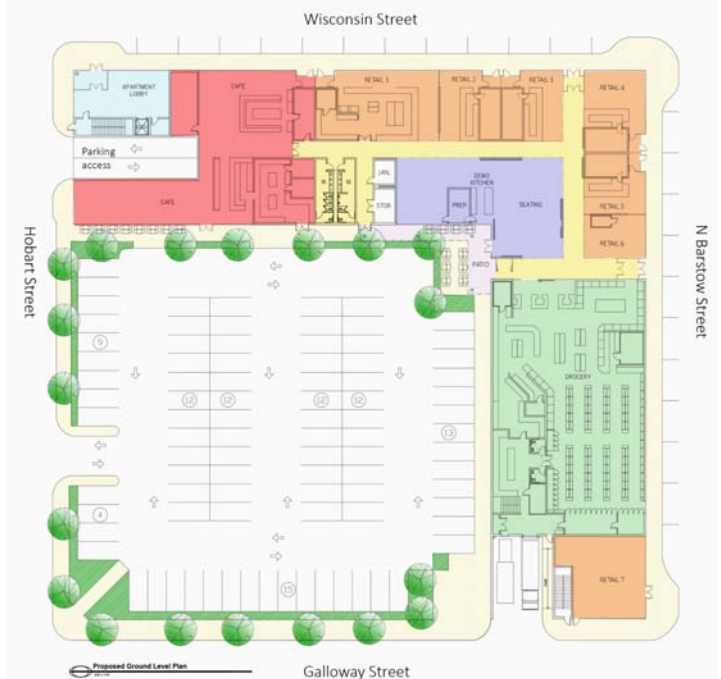 Wisconsin Street
APARTMENT
LOBBY
CAFE
RETAIL 1
RETAIL 2
RETAIL 3
RETAIL 4
Parking
access
JAN.
STOR.
DEMO
KITCHEN
PREP
SEATING
CAFE
RETAIL 5
RETAIL 6
PATIO
Hobart Street
N Barstow Street
9
12
12
12
12
13
GROCERY
4
15
RETAIL 7
Proposed Ground Level Plan
Galloway Street